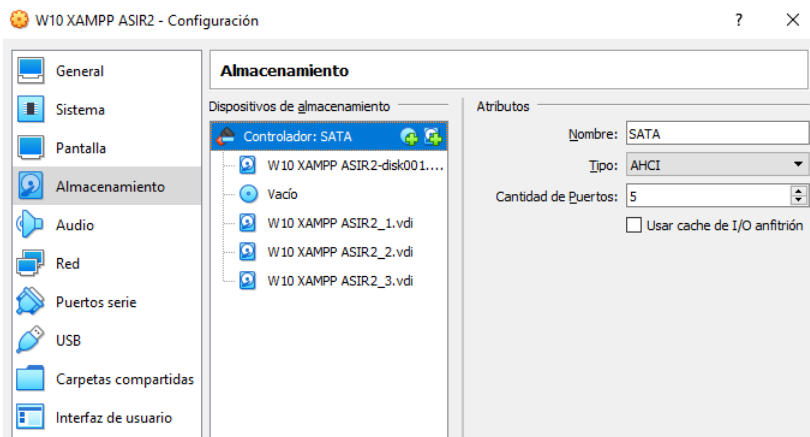 W10 XAMPP ASIR2 - Configuración ? ×
General
Sistema
Pantalla
Almacenamiento
Audio
Red
Puertos serie
USB
Carpetas compartidas
Interfaz de usuario
Almacenamiento
Dispositivos de almacenamiento
Controlador: SATA
W10 XAMPP ASIR2-disk001....
Vacío
W10 XAMPP ASIR2_1.vdi
W10 XAMPP ASIR2_2.vdi
W10 XAMPP ASIR2_3.vdi
Atributos
Nombre: SATA
Tipo: AHCI
Cantidad de Puertos: 5
Usar cache de I/O anfitrión